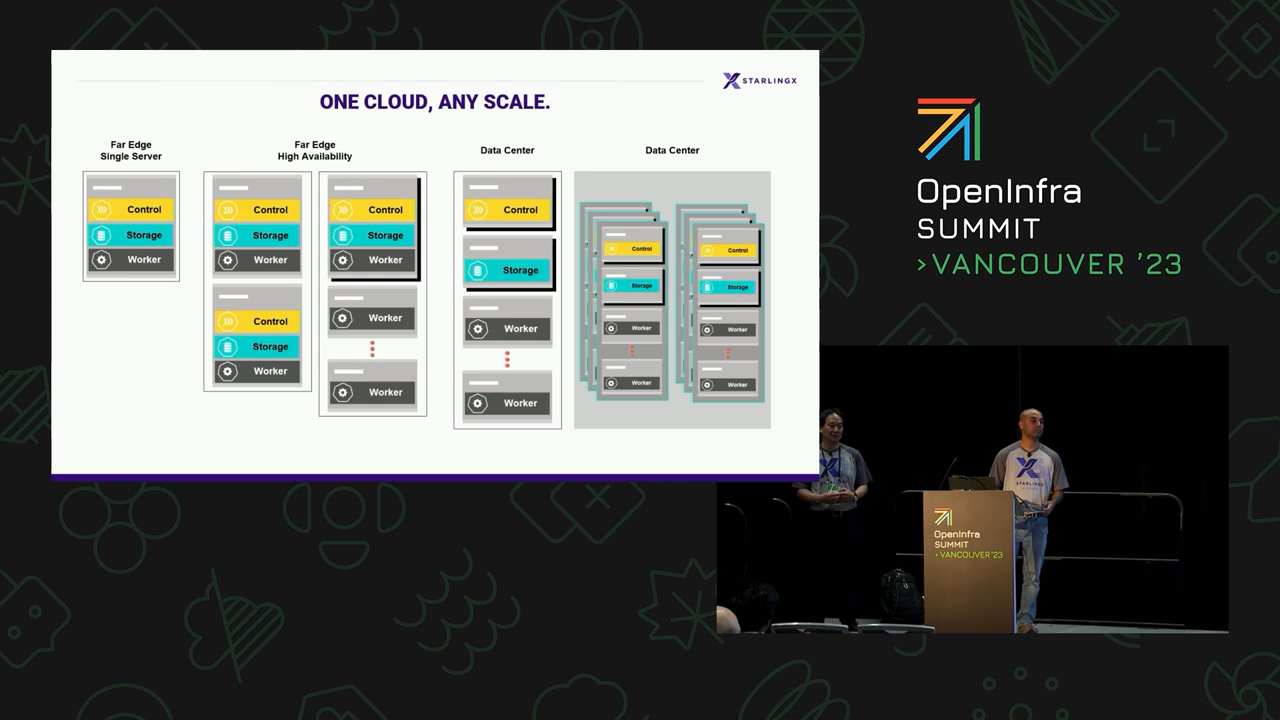 STARLINGX
ONE CLOUD, ANY SCALE.
Far Edge
Single Server
Control
Storage
Worker
Far Edge
High Availability
Control
Storage
Worker
Control
Storage
Worker
Control
Storage
Worker
Worker
Worker
Data Center
Control
Storage
Worker
Worker
Data Center
Control
Storage
Worker
Worker
Control
Storage
Worker
Worker
OpenInfra
SUMMIT
>VANCOUVER '23
STARLINGX
OpenInfra
SUMMIT
>VANCOUVER '23